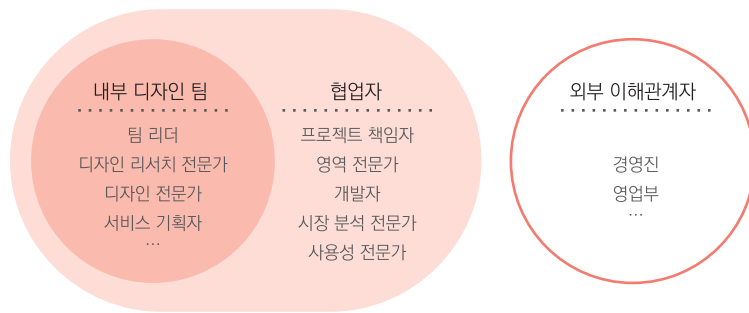 내부 디자인 팀
팀 리더
디자인 리서치 전문가
디자인 전문가
서비스 기획자
…
협업자
프로젝트 책임자
영역 전문가
개발자
시장 분석 전문가
사용성 전문가
외부 이해관계자
경영진
영업부
…